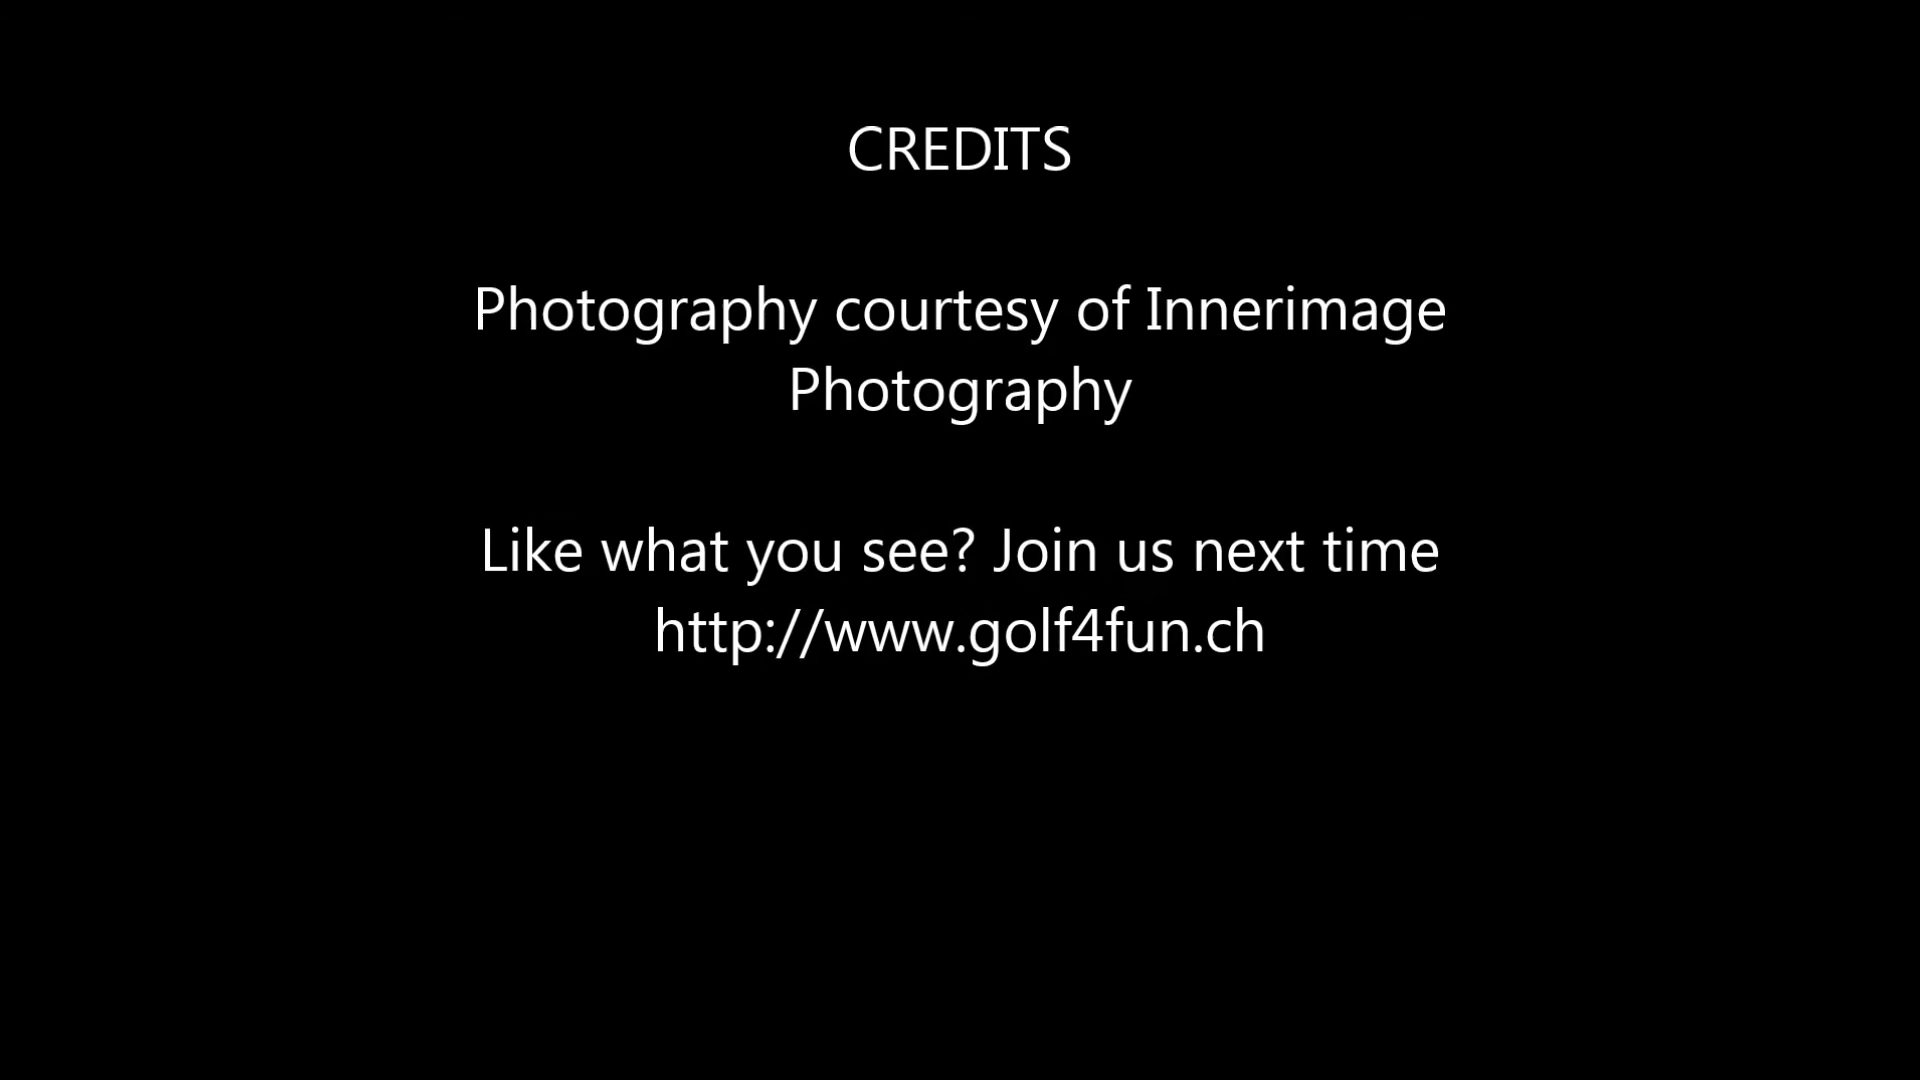 CREDITS
Photography courtesy of Innerimage
Photography
Like what you see? Join us next time
http://www.golf4fun.ch